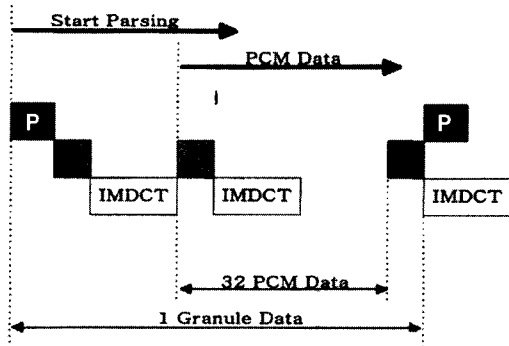 Start Parsing
PCM Data
P
P
IMDCT
IMDCT
IMDCT
32 PCM Data
1 Granule Data